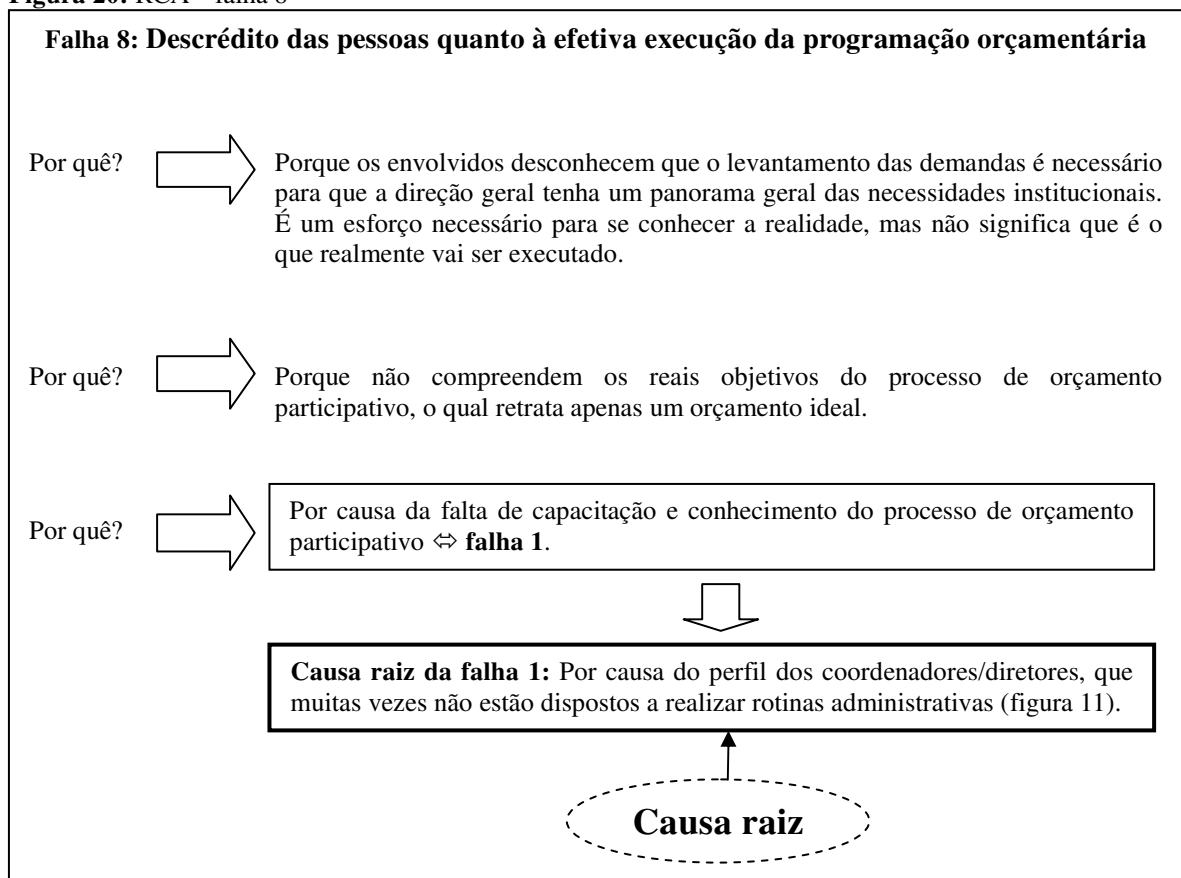 Figura 20: RCA – falha 8
Falha 8: Descrédito das pessoas quanto à efetiva execução da programação orçamentária
Por quê?
Porque os envolvidos desconhecem que o levantamento das demandas é necessário
para que a direção geral tenha um panorama geral das necessidades institucionais.
É um esforço necessário para se conhecer a realidade, mas não significa que é o
que realmente vai ser executado.
Por quê?
Porque não compreendem os reais objetivos do processo de orçamento
participativo, o qual retrata apenas um orçamento ideal.
Por quê?
Por causa da falta de capacitação e conhecimento do processo de orçamento
participativo ⇔ falha 1.
Causa raiz da falha 1: Por causa do perfil dos coordenadores/diretores, que
muitas vezes não estão dispostos a realizar rotinas administrativas (figura 11).
Causa raiz